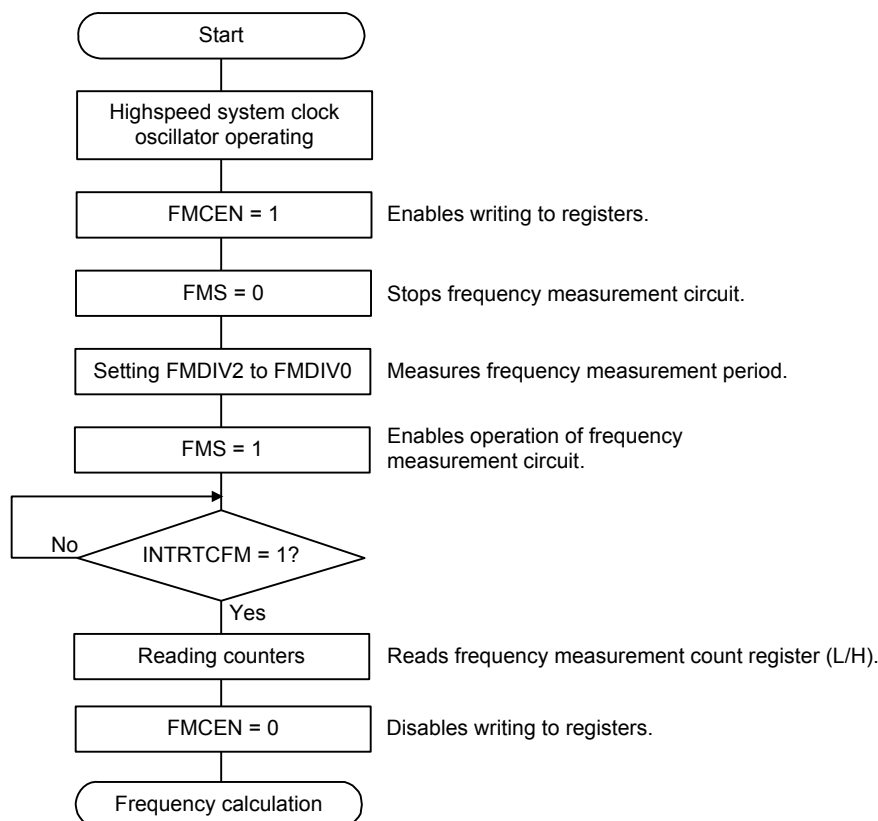 Start
Highspeed system clock
oscillator operating
FMCEN = 1
Enables writing to registers.
FMS = 0
Stops frequency measurement circuit.
Setting FMDIV2 to FMDIV0
Measures frequency measurement period.
FMS = 1
Enables operation of frequency
measurement circuit.
No
INTRTCFM = 1?
Yes
Reading counters
Reads frequency measurement count register (L/H).
FMCEN = 0
Disables writing to registers.
Frequency calculation